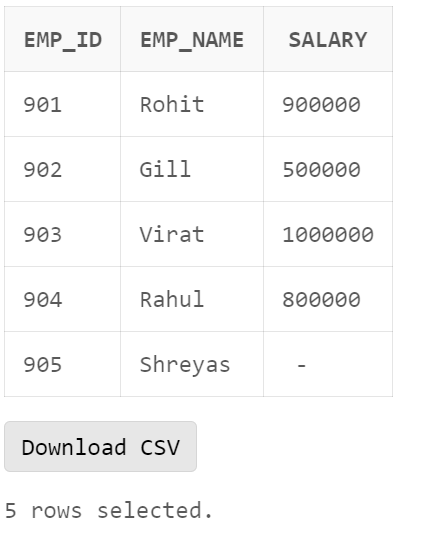 EMP_ID EMP_NAME SALARY
901 Rohit 900000
902 Gill 500000
903 Virat 1000000
904 Rahul 800000
905 Shreyas -
Download CSV
5 rows selected.